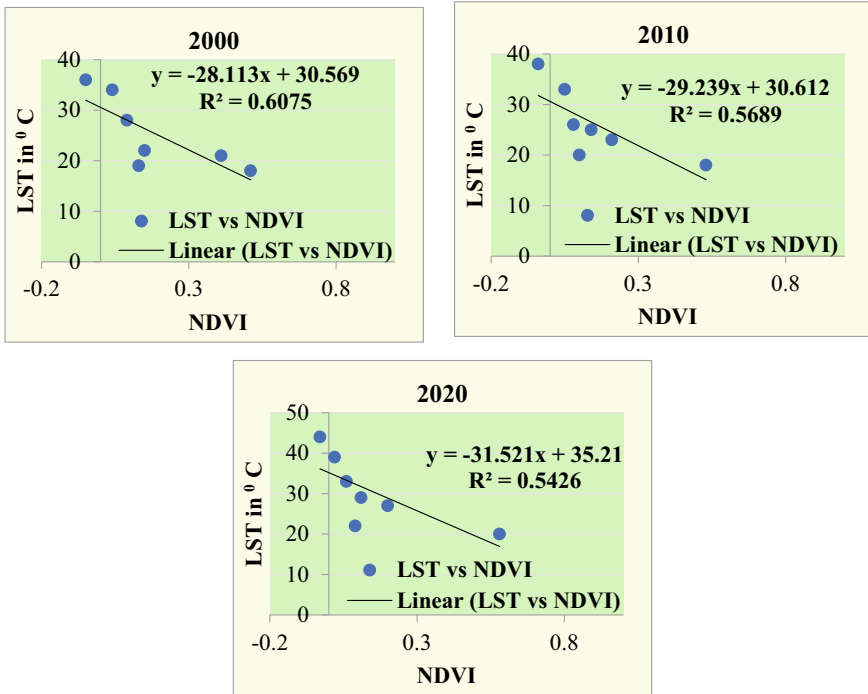 2000
40
30
20
10
0
y = -28.113x + 30.569
R² = 0.6075
LST in ⁰ C
LST vs NDVI
Linear (LST vs NDVI)
-0.2 0.3 0.8
NDVI
2010
40
30
20
10
0
y = -29.239x + 30.612
R² = 0.5689
LST in ⁰ C
LST vs NDVI
Linear (LST vs NDVI)
-0.2 0.3 0.8
NDVI
2020
50
40
30
20
10
0
y = -31.521x + 35.21
R² = 0.5426
LST in ⁰ C
LST vs NDVI
Linear (LST vs NDVI)
-0.2 0.3 0.8
NDVI